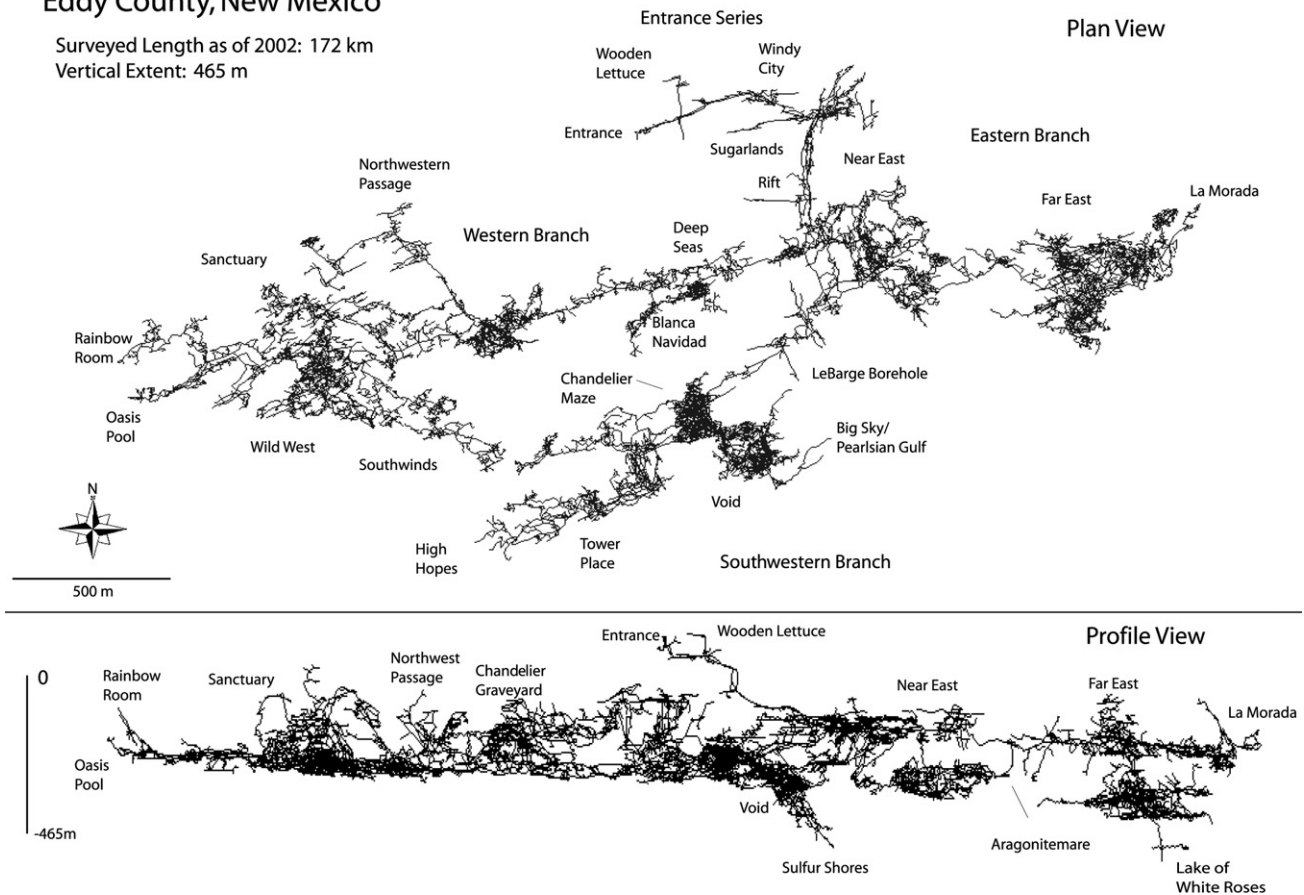 Eddy County, New Mexico
Surveyed Length as of 2002: 172 km
Vertical Extent: 465 m
Entrance Series
Plan View
Wooden
Lettuce
Windy
City
Entrance
Sugarlands
Near East
Eastern Branch
Northwestern
Passage
Rift
Far East
La Morada
Western Branch
Deep
Seas
Sanctuary
Rainbow
Room
Blanca
Navidad
Chandelier
Maze
LeBarge Borehole
Oasis
Pool
Wild West
Southwinds
Big Sky/
Pearlsian Gulf
N
Void
High
Hopes
Tower
Place
Southwestern Branch
500 m
Entrance
Wooden Lettuce
Profile View
0
Rainbow
Room
Sanctuary
Northwest
Passage
Chandelier
Graveyard
Near East
Far East
La Morada
Oasis
Pool
Void
-465m
Aragonitemare
Sulfur Shores
Lake of
White Roses